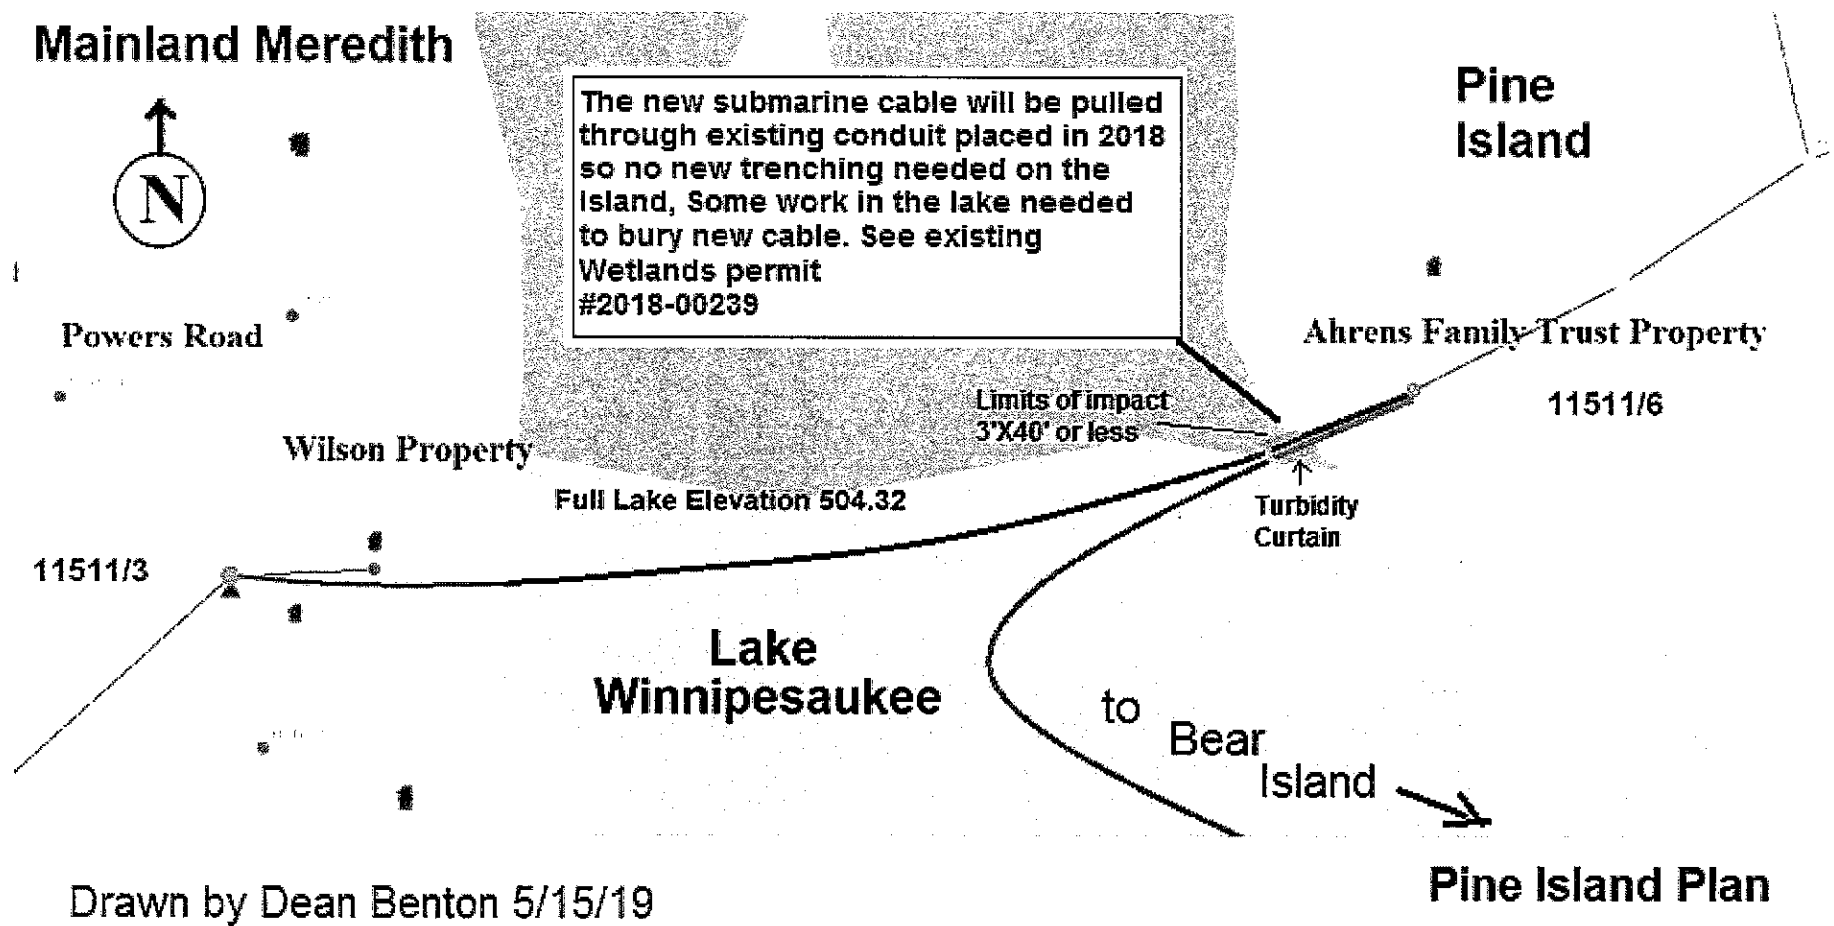 Mainland Meredith
N
Pine
Island
The new submarine cable will be pulled
through existing conduit placed in 2018
so no new trenching needed on the
Island, Some work in the lake needed
to bury new cable. See existing
Wetlands permit
#2018-00239
Powers Road
Ahrens Family Trust Property
11511/6
Limits of impact
3'X40' or less
Wilson Property
Full Lake Elevation 504.32
Turbidity
Curtain
11511/3
Lake
Winnipesaukee
to
Bear
Island
Pine Island Plan
Drawn by Dean Benton 5/15/19